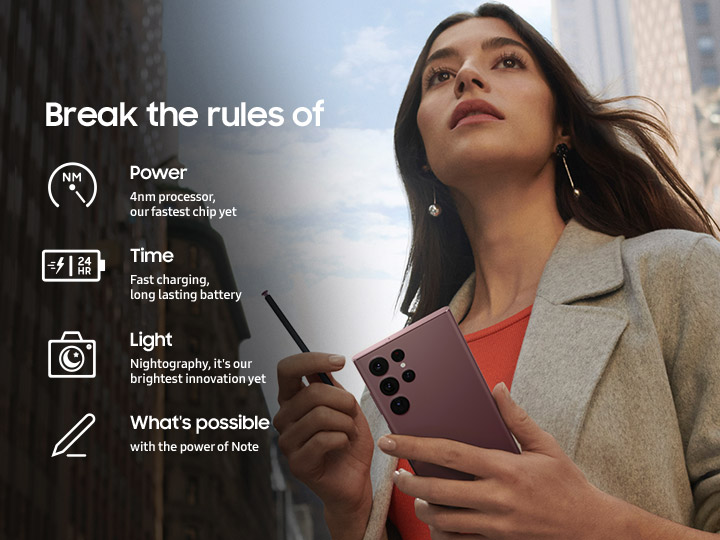 Break the rules of
NM
Power
4nm processor,
our fastest chip yet
24
HR
Time
Fast charging,
long lasting battery
Light
Nightography, it's our
brightest innovation yet
What's possible
with the power of Note